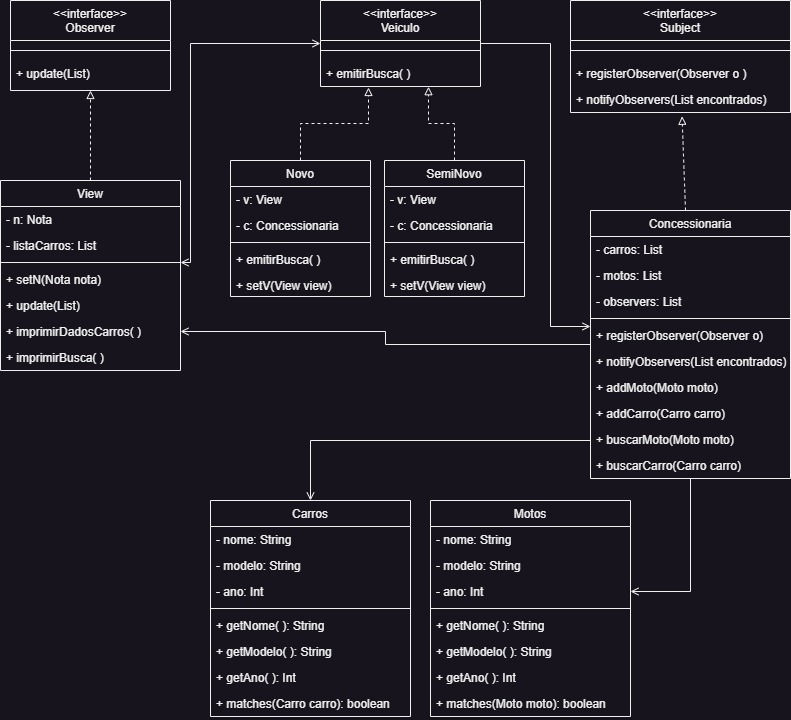 <<interface>>
Observer
+ update(List)
<<interface>>
Veiculo
+ emitirBusca( )
<<interface>>
Subject
+ registerObserver(Observer o )
+ notifyObservers(List encontrados)
View
- n: Nota
- listaCarros: List
+ setN(Nota nota)
+ update(List)
+ imprimirDadosCarros( )
+ imprimirBusca( )
Novo
- v: View
- c: Concessionaria
+ emitirBusca( )
+ setV(View view)
SemiNovo
- v: View
- c: Concessionaria
+ emitirBusca( )
+ setV(View view)
Concessionaria
- carros: List
- motos: List
- observers: List
+ registerObserver(Observer o)
+ notifyObservers(List encontrados)
+ addMoto(Moto moto)
+ addCarro(Carro carro)
+ buscarMoto(Moto moto)
+ buscarCarro(Carro carro)
Carros
- nome: String
- modelo: String
- ano: Int
+ getNome( ): String
+ getModelo( ): String
+ getAno( ): Int
+ matches(Carro carro): boolean
Motos
- nome: String
- modelo: String
- ano: Int
+ getNome( ): String
+ getModelo( ): String
+ getAno( ): Int
+ matches(Moto moto): boolean